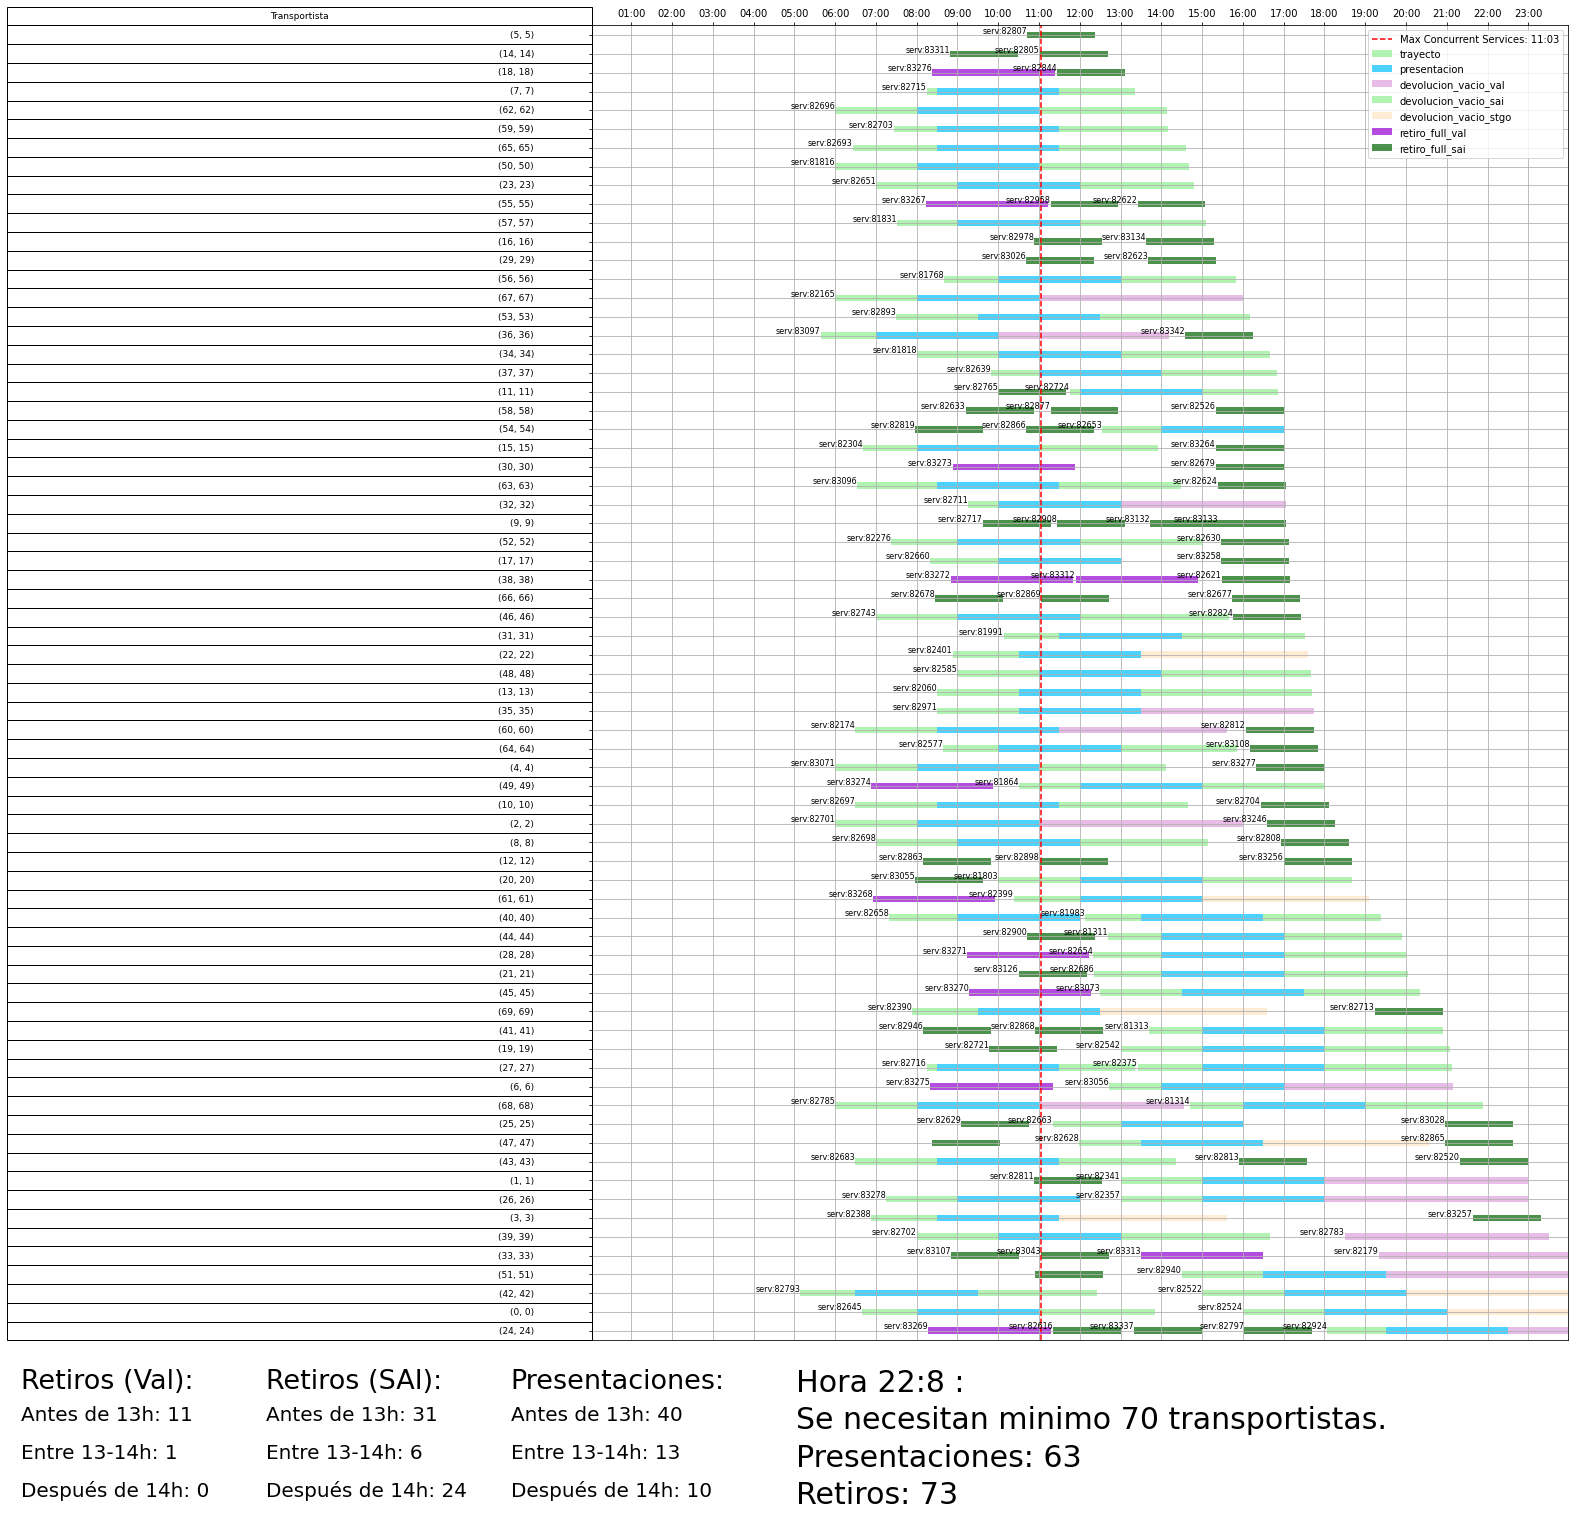 Transportista 01:00 02:00 03:00 04:00 05:00 06:00 07:00 08:00 09:00 10:00 11:00 12:00 13:00 14:00 15:00 16:00 17:00 18:00 19:00 20:00 21:00 22:00 23:00
Max Concurrent Services: 11:03
trayecto
presentacion
devolucion_vacio_val
devolucion_vacio_sai
devolucion_vacio_stgo
retiro_full_val
retiro_full_sai
(5, 5) serv:82807
(14, 14) serv:83311 serv:82805
(18, 18) serv:83276 serv:82844
(7, 7) serv:82715
(62, 62) serv:82696
(59, 59) serv:82703
(65, 65) serv:82693
(50, 50) serv:81816
(23, 23) serv:82651
(55, 55) serv:83267 serv:82958 serv:82622
(57, 57) serv:81831
(16, 16) serv:82978 serv:83134
(29, 29) serv:83026 serv:82623
(56, 56) serv:81768
(67, 67) serv:82165
(53, 53) serv:82893
(36, 36) serv:83097 serv:83342
(34, 34) serv:81818
(37, 37) serv:82639
(11, 11) serv:82765 serv:82724
(58, 58) serv:82633 serv:82877 serv:82526
(54, 54) serv:82819 serv:82866 serv:82653
(15, 15) serv:82304 serv:83264
(30, 30) serv:83273 serv:82679
(63, 63) serv:83096 serv:82624
(32, 32) serv:82711
(9, 9) serv:82717 serv:82908 serv:83132 serv:83133
(52, 52) serv:82276 serv:82630
(17, 17) serv:82660 serv:83258
(38, 38) serv:83272 serv:83312 serv:82621
(66, 66) serv:82678 serv:82869 serv:82677
(46, 46) serv:82743 serv:82824
(31, 31) serv:81991
(22, 22) serv:82401
(48, 48) serv:82585
(13, 13) serv:82060
(35, 35) serv:82971
(60, 60) serv:82174 serv:82812
(64, 64) serv:82577 serv:83108
(4, 4) serv:83071 serv:83277
(49, 49) serv:83274 serv:81864
(10, 10) serv:82697 serv:82704
(2, 2) serv:82701 serv:83246
(8, 8) serv:82698 serv:82808
(12, 12) serv:82863 serv:82898 serv:83256
(20, 20) serv:83055 serv:81803
(61, 61) serv:83268 serv:82399
(40, 40) serv:82658 serv:81983
(44, 44) serv:82900 serv:81311
(28, 28) serv:83271 serv:82654
(21, 21) serv:83126 serv:82686
(45, 45) serv:83270 serv:83073
(69, 69) serv:82390 serv:82713
(41, 41) serv:82946 serv:82868 serv:81313
(19, 19) serv:82721 serv:82542
(27, 27) serv:82716 serv:82375
(6, 6) serv:83275 serv:83056
(68, 68) serv:82785 serv:81314
(25, 25) serv:82629 serv:82663 serv:83028
(47, 47) serv:82628 serv:82865
(43, 43) serv:82683 serv:82813 serv:82520
(1, 1) serv:82811 serv:82341
(26, 26) serv:83278 serv:82357
(3, 3) serv:82388 serv:83257
(39, 39) serv:82702 serv:82783
(33, 33) serv:83107 serv:83043 serv:83313 serv:82179
(51, 51) serv:82940
(42, 42) serv:82793 serv:82522
(0, 0) serv:82645 serv:82524
(24, 24) serv:83269 serv:82616 serv:83337 serv:82797 serv:82924
Retiros (Val):
Antes de 13h: 11
Entre 13-14h: 1
Después de 14h: 0
Retiros (SAI):
Antes de 13h: 31
Entre 13-14h: 6
Después de 14h: 24
Presentaciones:
Antes de 13h: 40
Entre 13-14h: 13
Después de 14h: 10
Hora 22:8 :
Se necesitan minimo 70 transportistas.
Presentaciones: 63
Retiros: 73